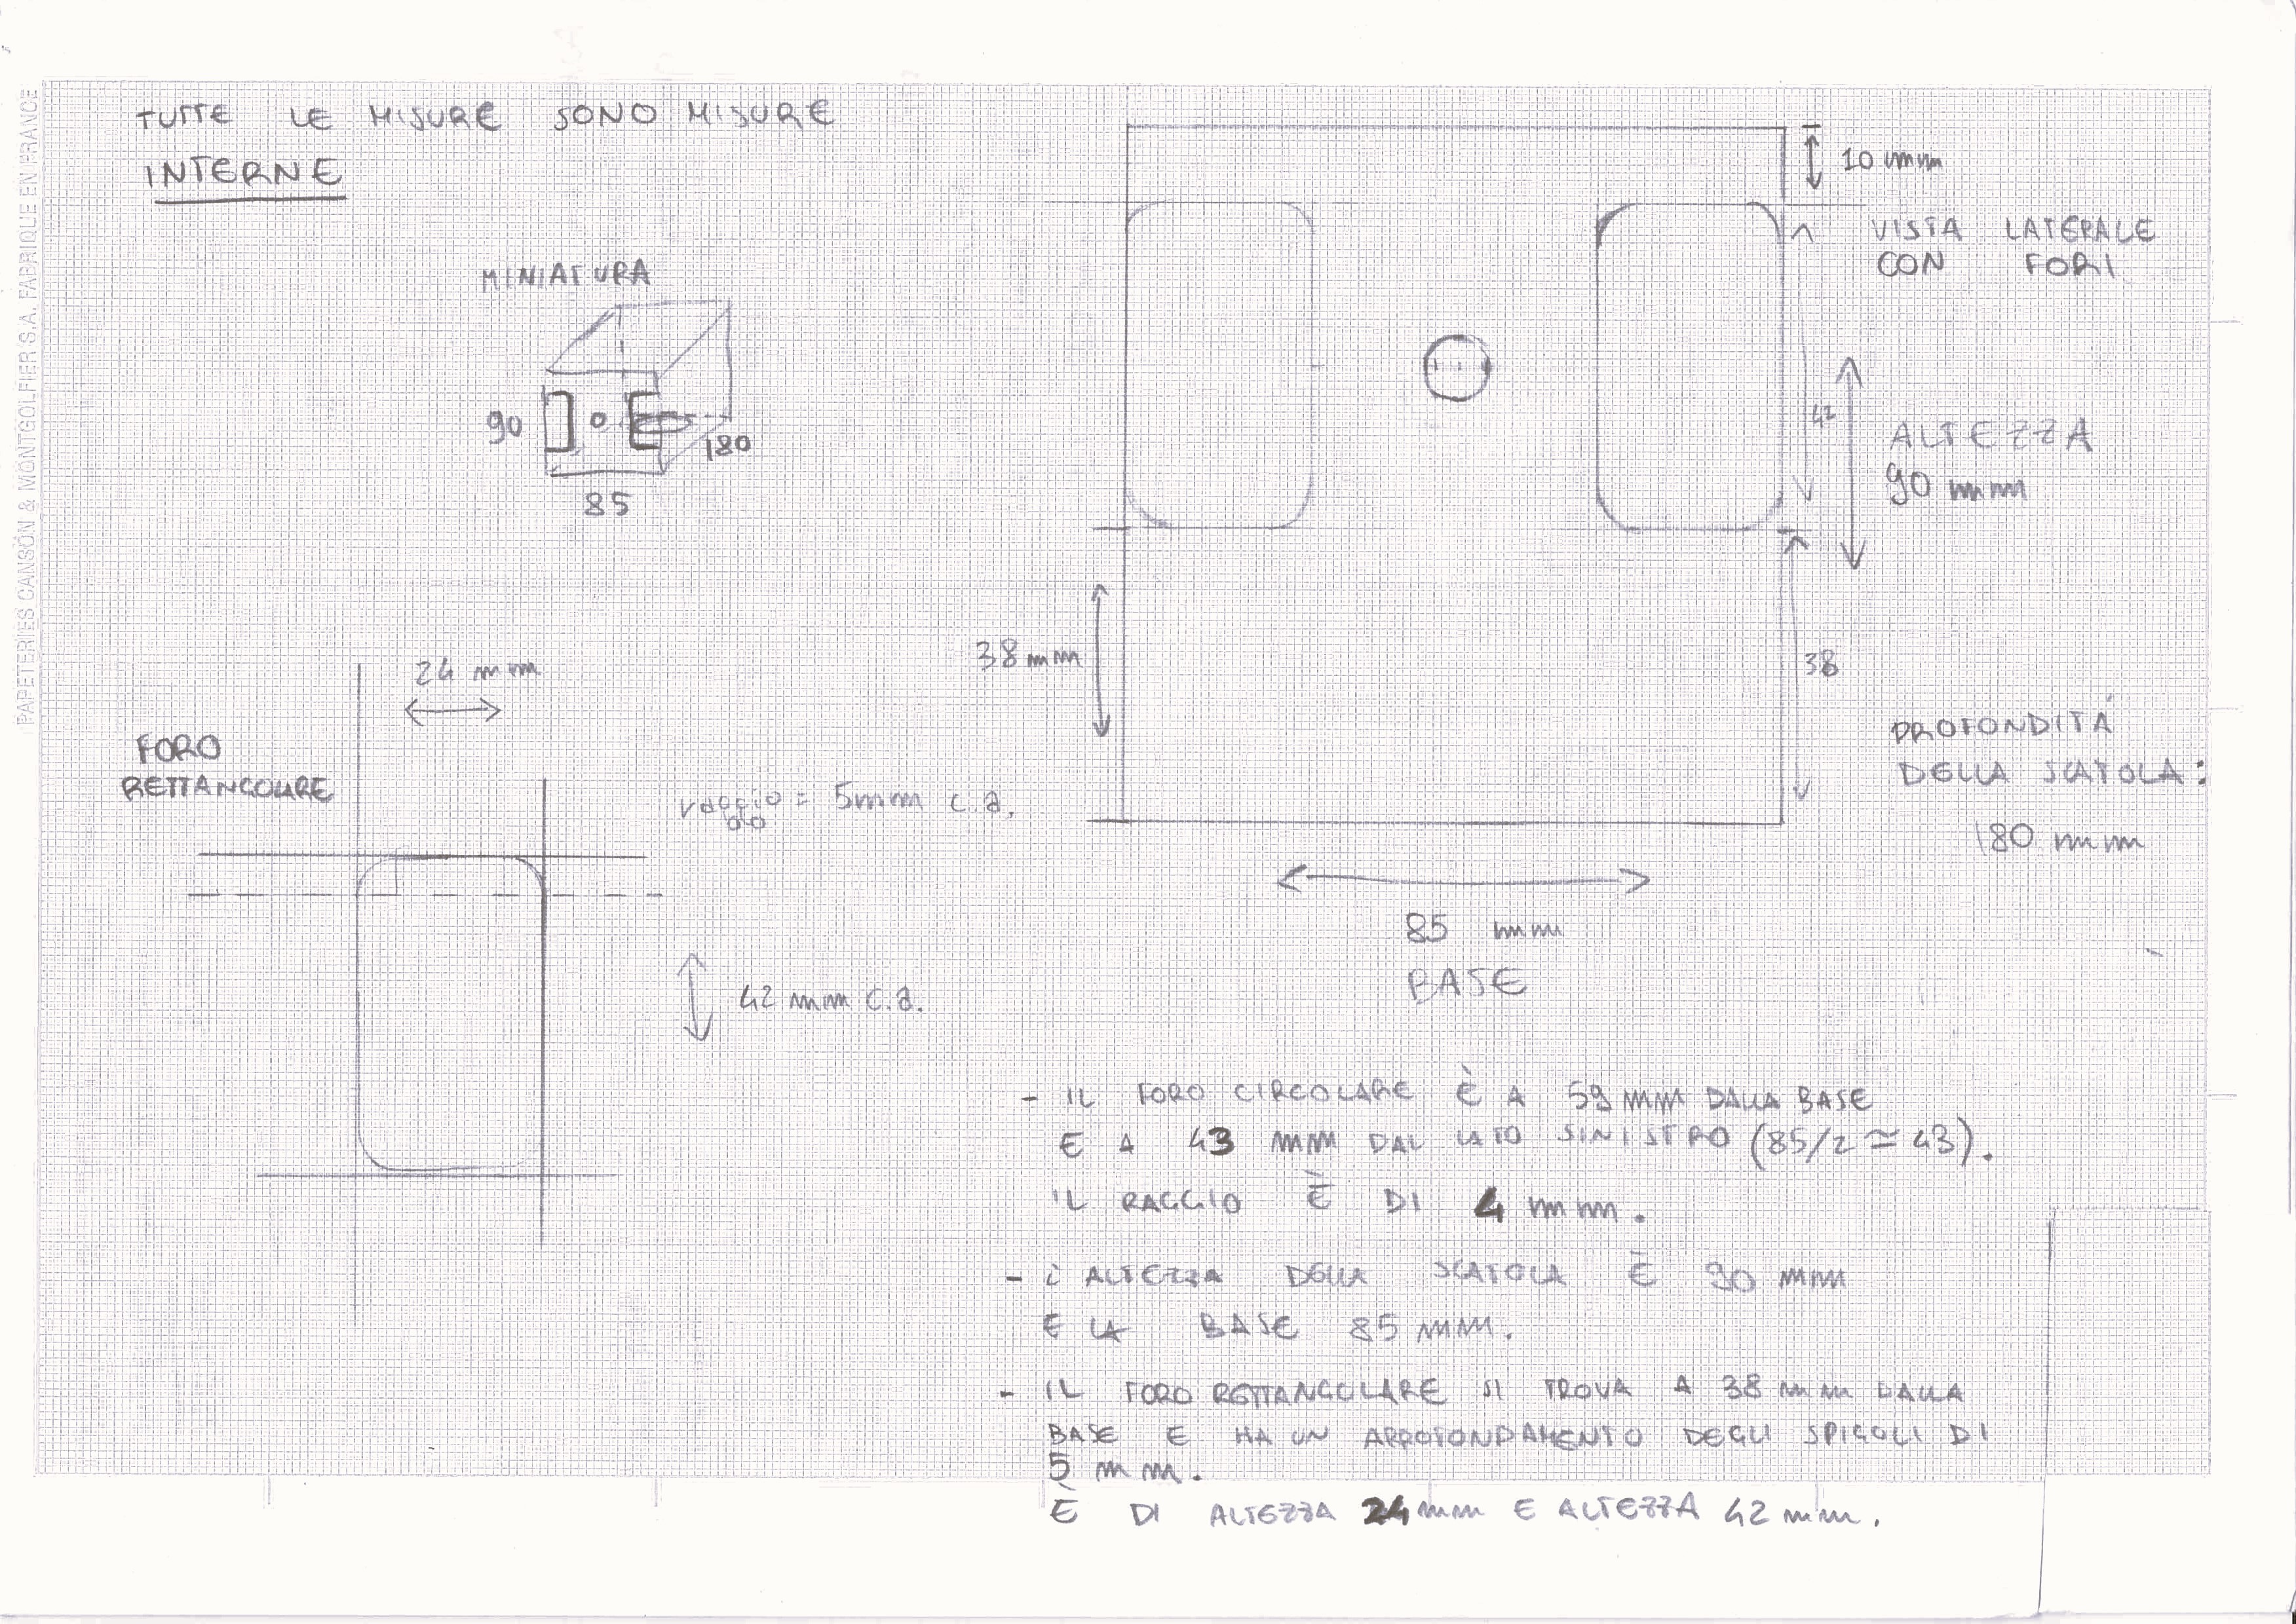 PAPETERIES CANSON & MONTGOLFIER S.A. FABRIQUE EN FRANCE
TUTTE LE MISURE SONO MISURE
INTERNE
MINIATURA
90
180
85
10 mm
VISTA LATERALE
CON FORI
42
ALTEZZA
90 mm
38 mm
38
PROFONDITÁ
DELLA SCATOLA:
180 mm
85 mm
BASE
24 mm
FORO
RETTANGOLARE
raggio = 5mm c.a.
42 mm c.a.
- IL FORO CIRCOLARE È A 59 MM DALLA BASE
E A 43 MM DAL LATO SINISTRO (85/2 ≃ 43).
IL RAGGIO È DI 4 mm.
- L'ALTEZZA DELLA SCATOLA È 90 MM
E LA BASE 85 MM.
- IL FORO RETTANGOLARE SI TROVA A 38 mm DALLA
BASE E HA UN ARROTONDAMENTO DEGLI SPIGOLI DI
5 mm.
È DI ALTEZZA 24 mm E ALTEZZA 42 mm.